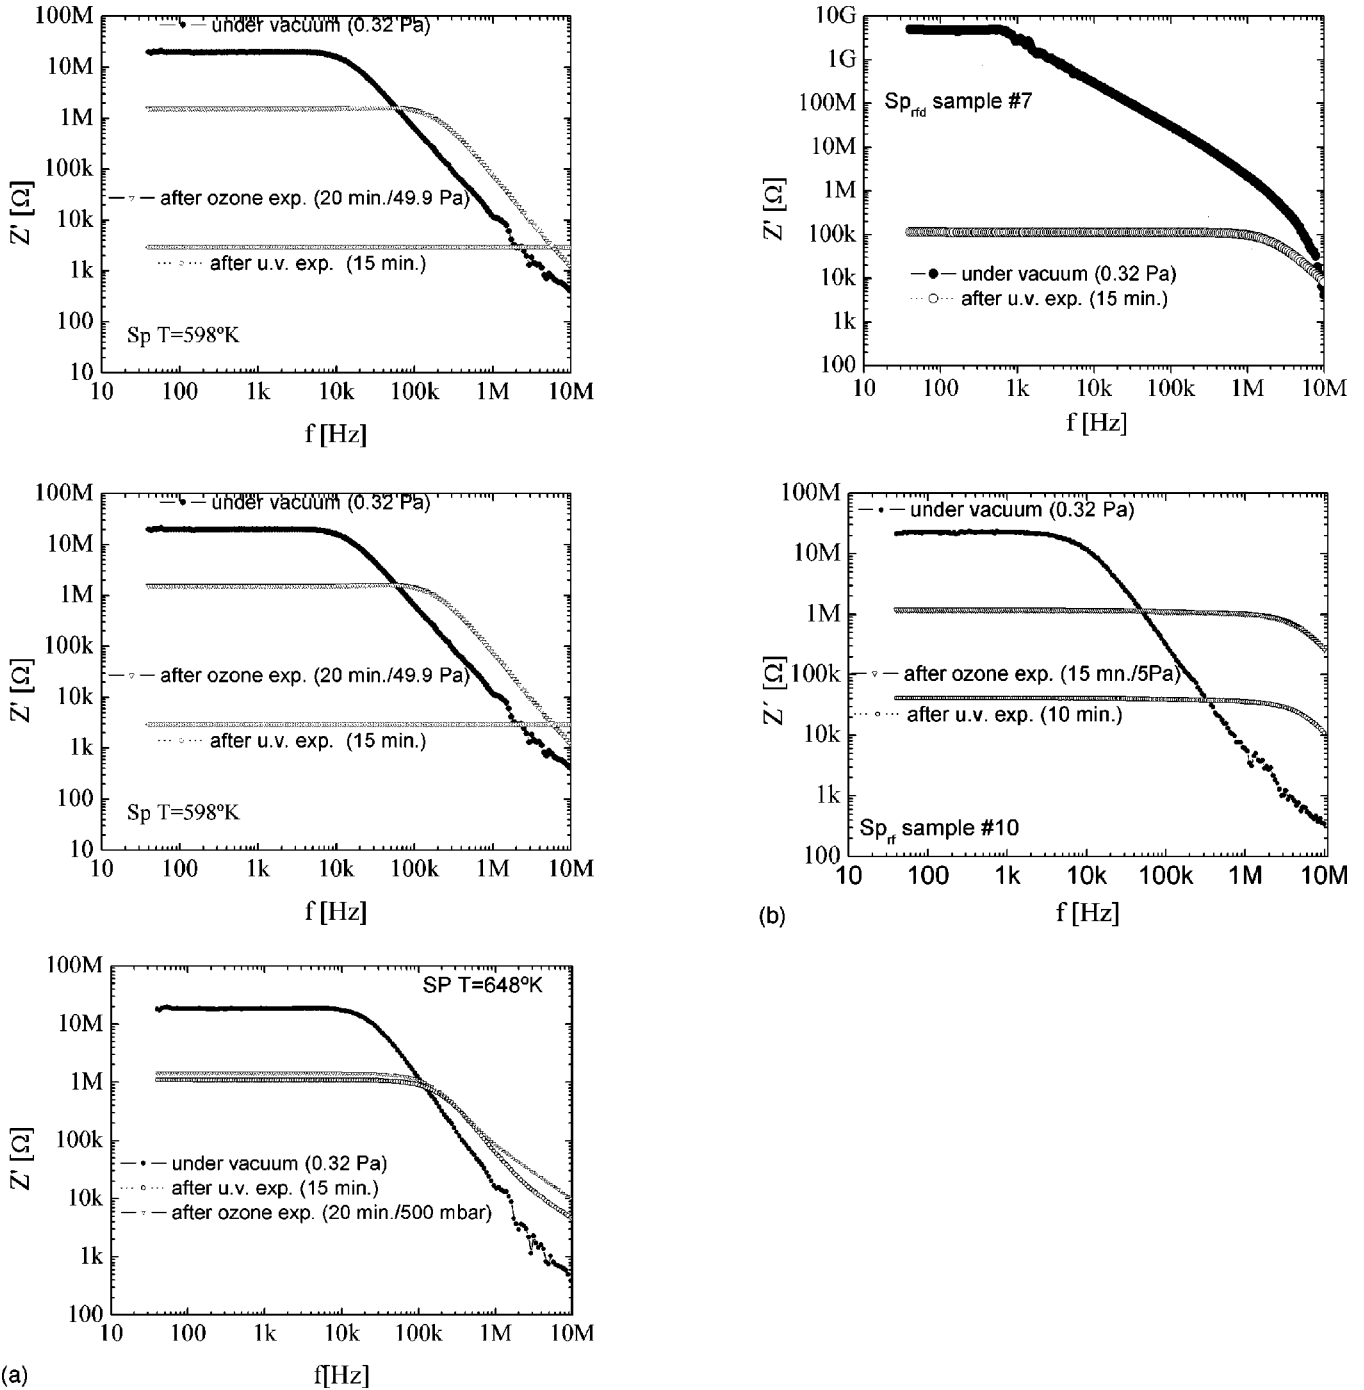 100M
10M
1M
100k
10k
1k
100
10
Z' [Ω]
under vacuum (0.32 Pa)
after ozone exp. (20 min./49.9 Pa)
after u.v. exp. (15 min.)
Sp T=598ºK
10 100 1k 10k 100k 1M 10M
f [Hz]
10G
1G
100M
10M
1M
100k
10k
1k
100
Z' [Ω]
Sprfd sample #7
under vacuum (0.32 Pa)
after u.v. exp. (15 min.)
10 100 1k 10k 100k 1M 10M
f [Hz]
100M
10M
1M
100k
10k
1k
100
10
Z' [Ω]
under vacuum (0.32 Pa)
after ozone exp. (20 min./49.9 Pa)
after u.v. exp. (15 min.)
Sp T=598ºK
10 100 1k 10k 100k 1M 10M
f [Hz]
100M
10M
1M
100k
10k
1k
100
Z´ [Ω]
under vacuum (0.32 Pa)
after ozone exp. (15 mn./5Pa)
after u.v. exp. (10 min.)
Sprf sample #10
10 100 1k 10k 100k 1M 10M
f [Hz]
(b)
100M
10M
1M
100k
10k
1k
100
Z' [Ω]
SP T=648ºK
under vacuum (0.32 Pa)
after u.v. exp. (15 min.)
after ozone exp. (20 min./500 mbar)
10 100 1k 10k 100k 1M 10M
f[Hz]
(a)